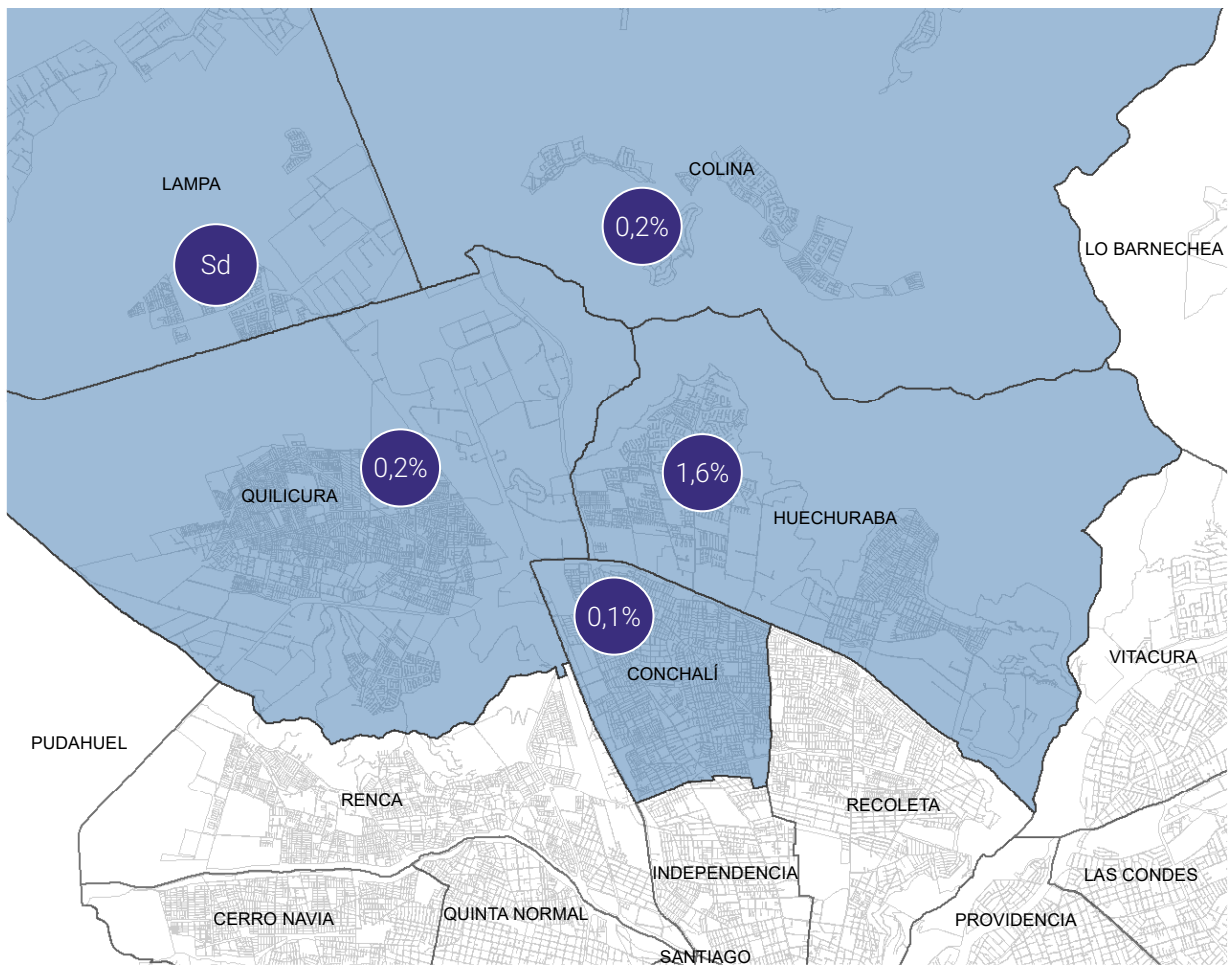 COLINA
LAMPA
0,2%
LO BARNECHEA
Sd
0,2%
1,6%
QUILICURA
HUECHURABA
0,1%
VITACURA
CONCHALÍ
PUDAHUEL
RENCA
RECOLETA
INDEPENDENCIA
LAS CONDES
CERRO NAVIA
QUINTA NORMAL
PROVIDENCIA
SANTIAGO